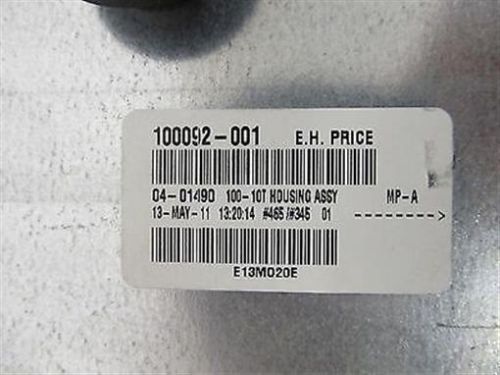 100092-001 E.H. PRICE
04-01490 100-10T HOUSING ASSY MP-A
13-MAY-11 13:20:14 #465/#345 01 -------->
E13M020E